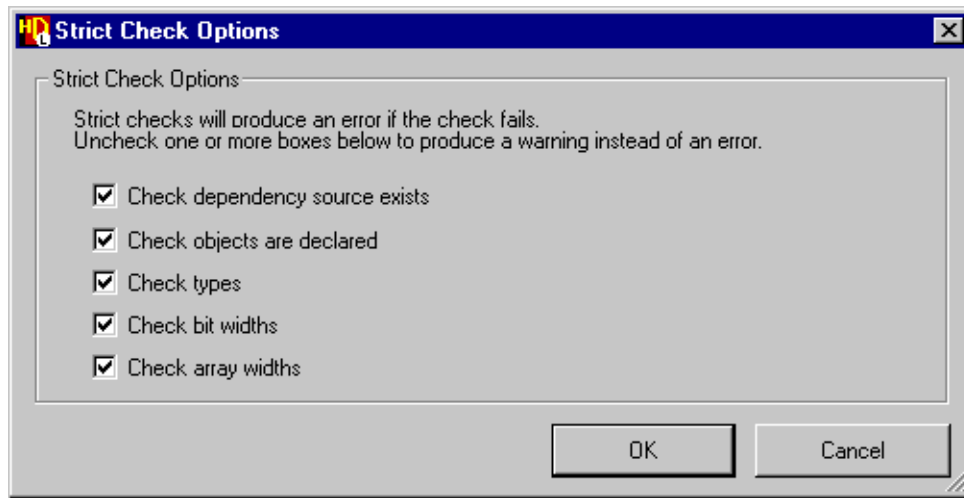 HDL Strict Check Options
Strict Check Options
Strict checks will produce an error if the check fails.
Uncheck one or more boxes below to produce a warning instead of an error.
Check dependency source exists
Check objects are declared
Check types
Check bit widths
Check array widths
OK
Cancel